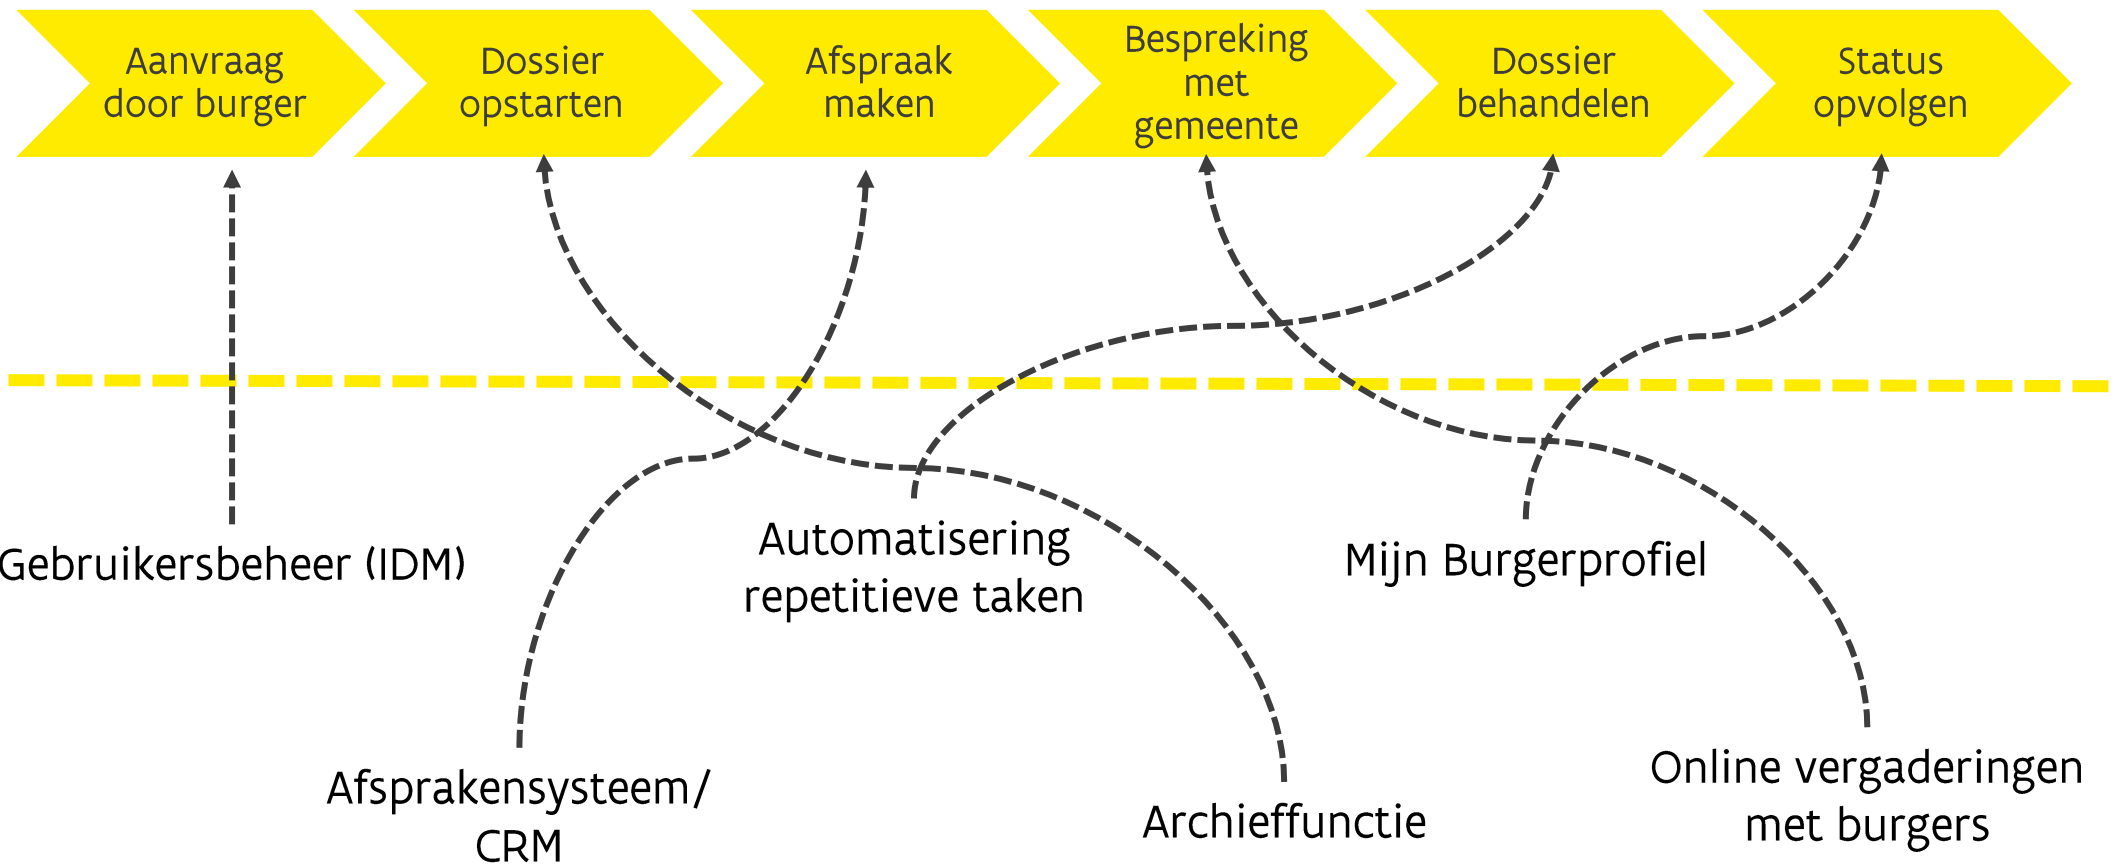 Aanvraag
door burger
Dossier
opstarten
Afspraak
maken
Bespreking
met
gemeente
Dossier
behandelen
Status
opvolgen
Gebruikersbeheer (IDM)
Automatisering
repetitieve taken
Mijn Burgerprofiel
Afsprakensysteem/
CRM
Archieffunctie
Online vergaderingen
met burgers